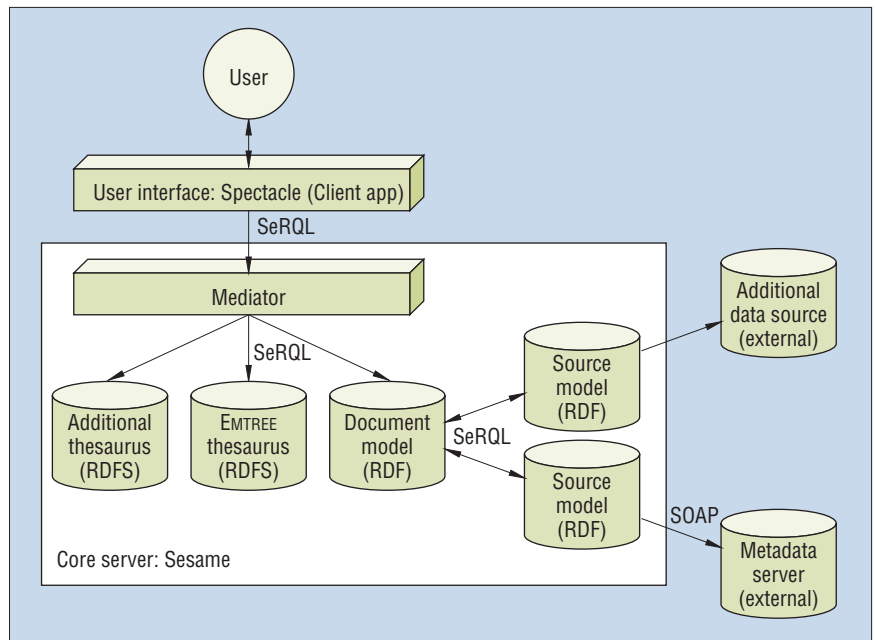 User
User interface: Spectacle (Client app)
SeRQL
Mediator
SeRQL
Additional
thesaurus
(RDFS)
EMTREE
thesaurus
(RDFS)
Document
model
(RDF)
SeRQL
Source
model
(RDF)
Source
model
(RDF)
Additional
data source
(external)
SOAP
Metadata
server
(external)
Core server: Sesame